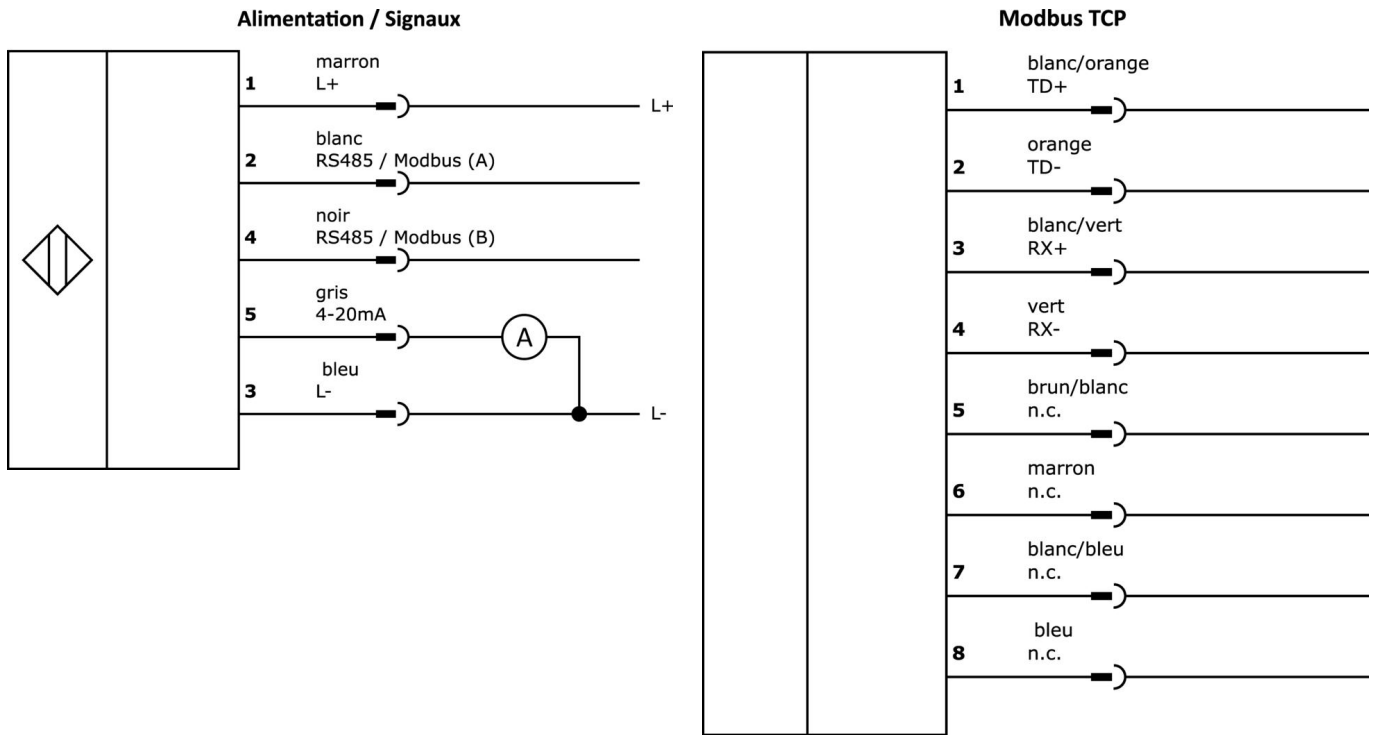 Alimentation / Signaux
marron
1 L+
L+
blanc
2 RS485 / Modbus (A)
noir
4 RS485 / Modbus (B)
gris
5 4-20mA
A
bleu
3 L-
L-
Modbus TCP
blanc/orange
1 TD+
orange
2 TD-
blanc/vert
3 RX+
vert
4 RX-
brun/blanc
5 n.c.
marron
6 n.c.
blanc/bleu
7 n.c.
bleu
8 n.c.